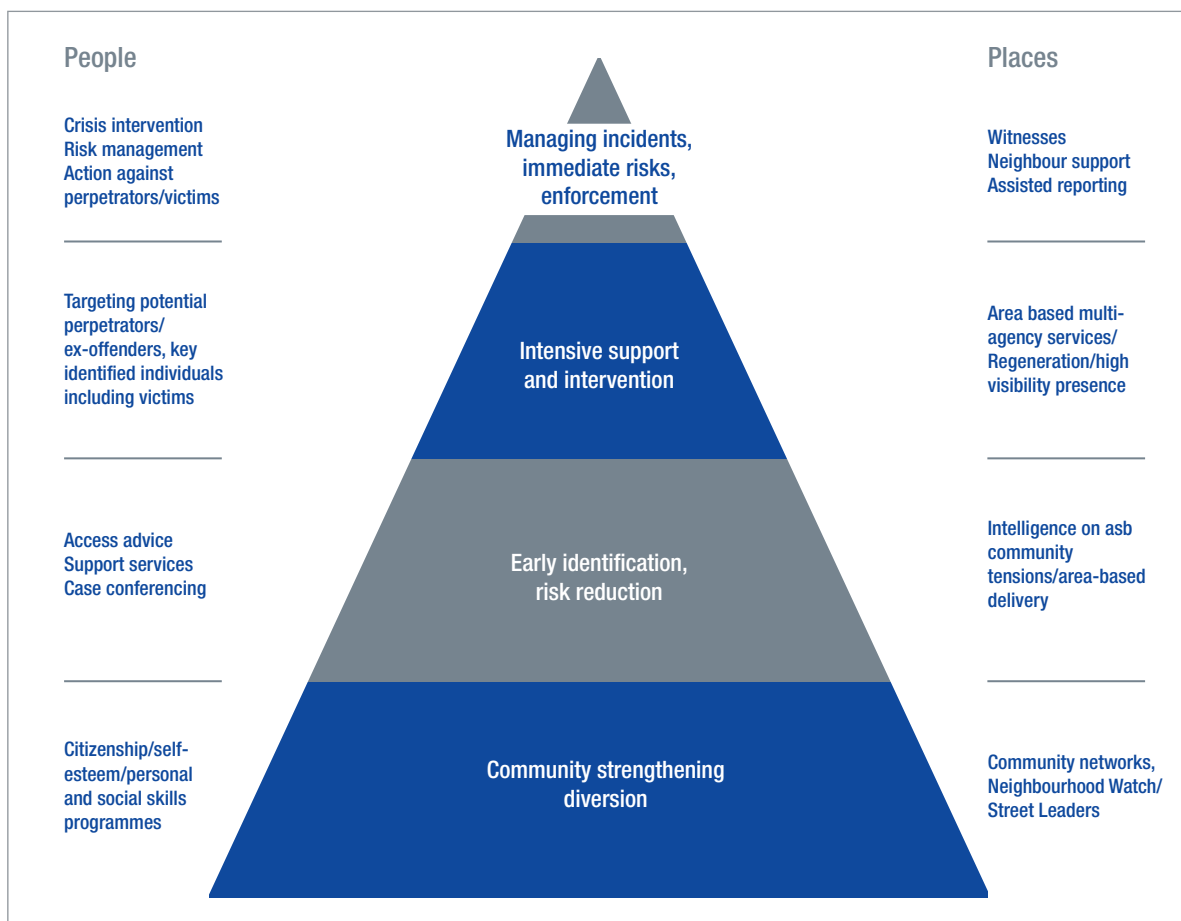 People
Crisis intervention
Risk management
Action against
perpetrators/victims
Targeting potential
perpetrators/
ex-offenders, key
identified individuals
including victims
Access advice
Support services
Case conferencing
Citizenship/self-
esteem/personal
and social skills
programmes
Managing incidents,
immediate risks,
enforcement
Intensive support
and intervention
Early identification,
risk reduction
Community strengthening
diversion
Places
Witnesses
Neighbour support
Assisted reporting
Area based multi-
agency services/
Regeneration/high
visibility presence
Intelligence on asb
community
tensions/area-based
delivery
Community networks,
Neighbourhood Watch/
Street Leaders